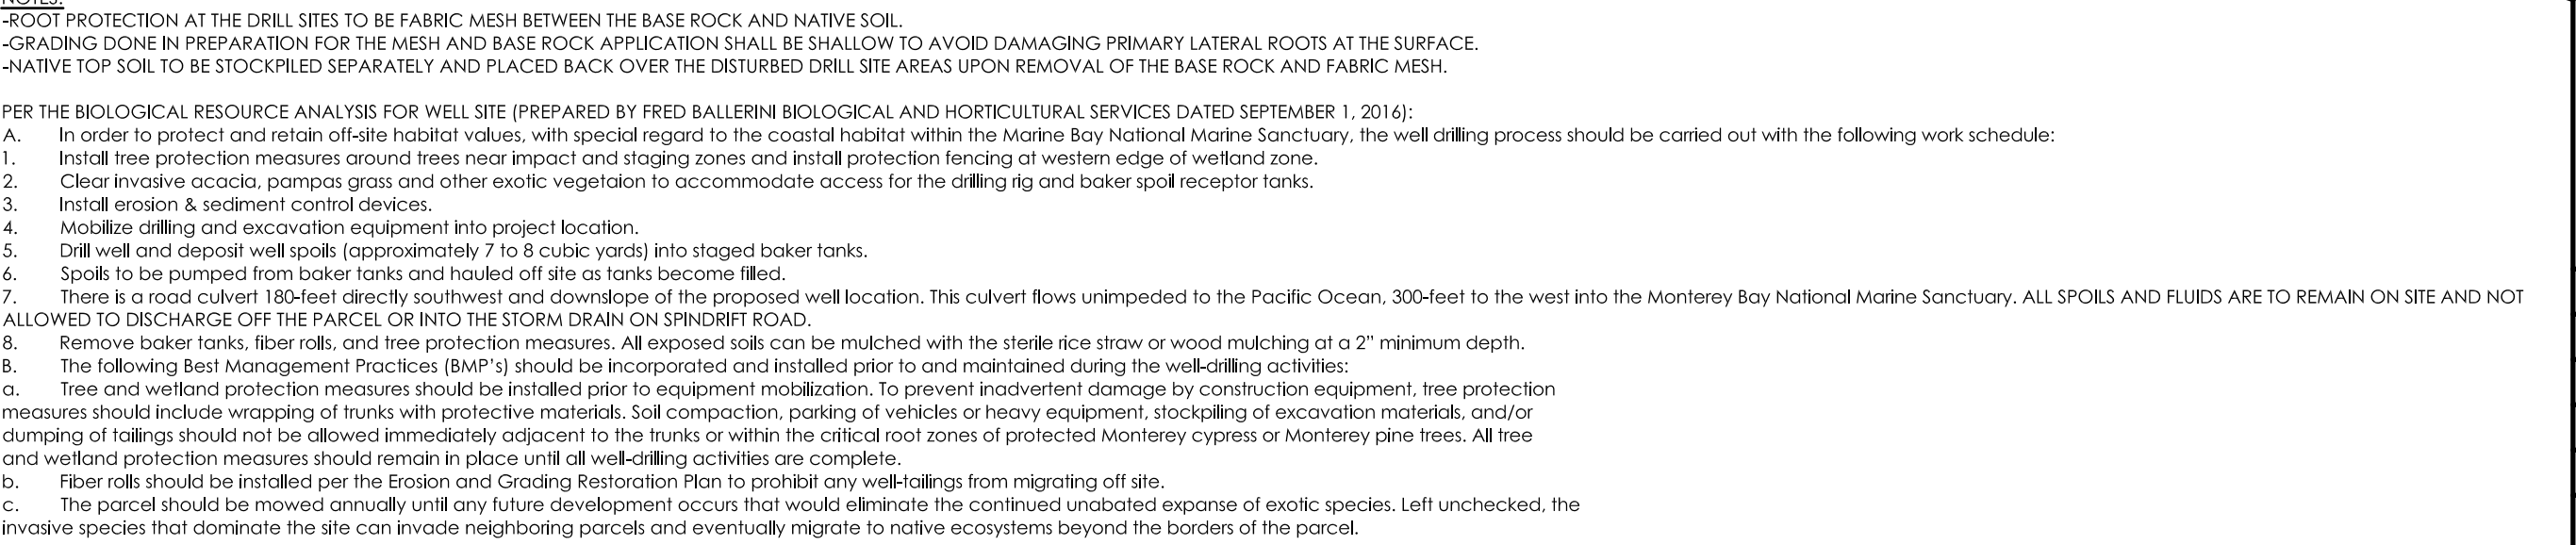 NOTES:
-ROOT PROTECTION AT THE DRILL SITES TO BE FABRIC MESH BETWEEN THE BASE ROCK AND NATIVE SOIL.
-GRADING DONE IN PREPARATION FOR THE MESH AND BASE ROCK APPLICATION SHALL BE SHALLOW TO AVOID DAMAGING PRIMARY LATERAL ROOTS AT THE SURFACE.
-NATIVE TOP SOIL TO BE STOCKPILED SEPARATELY AND PLACED BACK OVER THE DISTURBED DRILL SITE AREAS UPON REMOVAL OF THE BASE ROCK AND FABRIC MESH.
PER THE BIOLOGICAL RESOURCE ANALYSIS FOR WELL SITE (PREPARED BY FRED BALLERINI BIOLOGICAL AND HORTICULTURAL SERVICES DATED SEPTEMBER 1, 2016):
A. In order to protect and retain off-site habitat values, with special regard to the coastal habitat within the Marine Bay National Marine Sanctuary, the well drilling process should be carried out with the following work schedule:
1. Install tree protection measures around trees near impact and staging zones and install protection fencing at western edge of wetland zone.
2. Clear invasive acacia, pampas grass and other exotic vegetaion to accommodate access for the drilling rig and baker spoil receptor tanks.
3. Install erosion & sediment control devices.
4. Mobilize drilling and excavation equipment into project location.
5. Drill well and deposit well spoils (approximately 7 to 8 cubic yards) into staged baker tanks.
6. Spoils to be pumped from baker tanks and hauled off site as tanks become filled.
7. There is a road culvert 180-feet directly southwest and downslope of the proposed well location. This culvert flows unimpeded to the Pacific Ocean, 300-feet to the west into the Monterey Bay National Marine Sanctuary. ALL SPOILS AND FLUIDS ARE TO REMAIN ON SITE AND NOT
ALLOWED TO DISCHARGE OFF THE PARCEL OR INTO THE STORM DRAIN ON SPINDRIFT ROAD.
8. Remove baker tanks, fiber rolls, and tree protection measures. All exposed soils can be mulched with the sterile rice straw or wood mulching at a 2" minimum depth.
B. The following Best Management Practices (BMP's) should be incorporated and installed prior to and maintained during the well-drilling activities:
a. Tree and wetland protection measures should be installed prior to equipment mobilization. To prevent inadvertent damage by construction equipment, tree protection
measures should include wrapping of trunks with protective materials. Soil compaction, parking of vehicles or heavy equipment, stockpiling of excavation materials, and/or
dumping of tailings should not be allowed immediately adjacent to the trunks or within the critical root zones of protected Monterey cypress or Monterey pine trees. All tree
and wetland protection measures should remain in place until all well-drilling activities are complete.
b. Fiber rolls should be installed per the Erosion and Grading Restoration Plan to prohibit any well-tailings from migrating off site.
c. The parcel should be mowed annually until any future development occurs that would eliminate the continued unabated expanse of exotic species. Left unchecked, the
invasive species that dominate the site can invade neighboring parcels and eventually migrate to native ecosystems beyond the borders of the parcel.